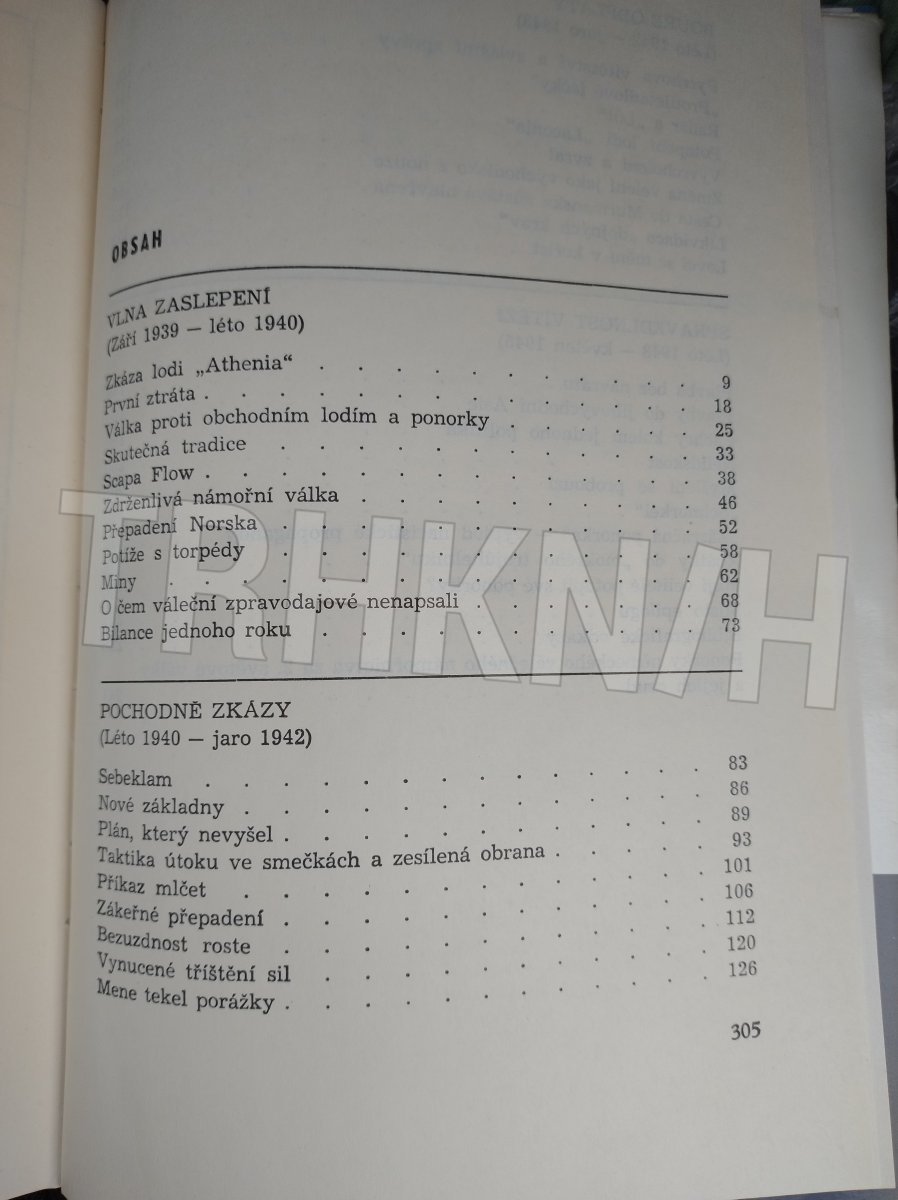 OBSAH
VLNA ZASLEPENÍ
(Září 1939 — léto 1940)
Zkáza lodi „Athenia“ . . . . . . . . . . . 9
První ztráta . . . . . . . . . . . . . 18
Válka proti obchodním lodím a ponorky . . . . . . 25
Skutečná tradice . . . . . . . . . . . . 33
Scapa Flow . . . . . . . . . . . . . 38
Zdrženlivá námořní válka . . . . . . . . . . 46
Přepadení Norska . . . . . . . . . . . . 52
Potíže s torpédy . . . . . . . . . . . . 58
Miny . . . . . . . . . . . . . . 62
O čem váleční zpravodajové nenapsali . . . . . . . 68
Bilance jednoho roku . . . . . . . . . . . 73
POCHODNĚ ZKÁZY
(Léto 1940 — jaro 1942)
Sebeklam . . . . . . . . . . . . . 83
Nové základny . . . . . . . . . . . . 86
Plán, který nevyšel . . . . . . . . . . . 89
Taktika útoku ve smečkách a zesílená obrana . . . . . 93
Příkaz mlčet . . . . . . . . . . . . 101
Zákeřné přepadení . . . . . . . . . . . 106
Bezuzdnost roste . . . . . . . . . . . 112
Vynucené tříštění sil . . . . . . . . . . 120
Mene tekel porážky . . . . . . . . . . . 126
305
TRHKNVH